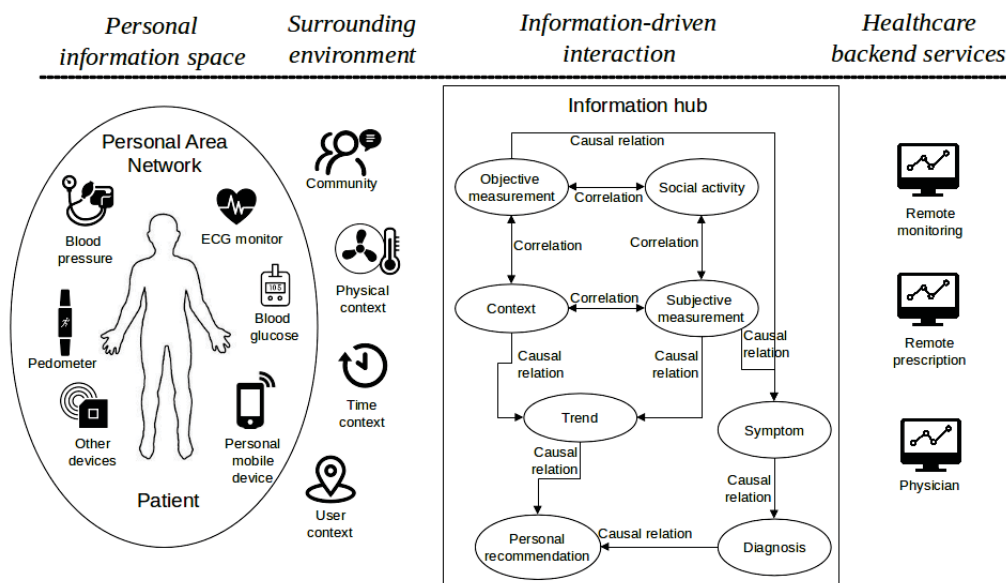 Personal
information space
Surrounding
environment
Information-driven
interaction
Healthcare
backend services
Personal Area
Network
Blood
pressure
ECG monitor
Pedometer
105
Blood
glucose
Other
devices
Personal
mobile
device
Patient
Community
Physical
context
Time
context
User
context
Information hub
Causal relation
Objective
measurement
Correlation
Social activity
Correlation
Correlation
Context
Correlation
Subjective
measurement
Causal
relation
Causal
relation
Causal
relation
Trend
Symptom
Causal
relation
Causal
relation
Personal
recommendation
Causal relation
Diagnosis
Remote
monitoring
Remote
prescription
Physician